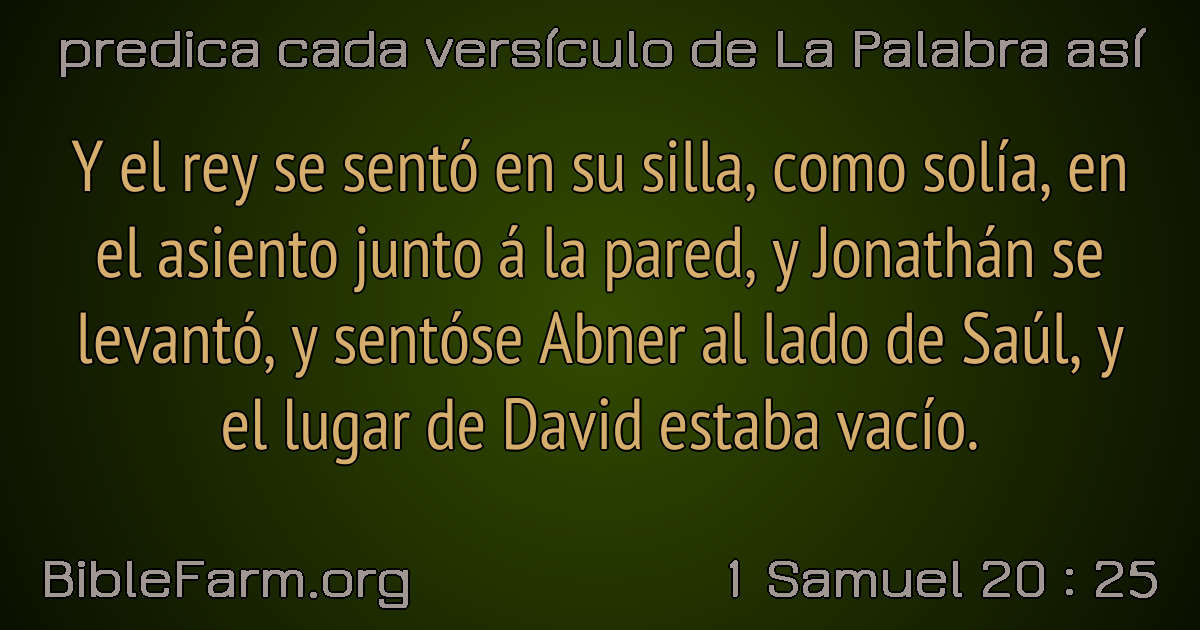 predica cada versículo de La Palabra así
Y el rey se sentó en su silla, como solía, en
el asiento junto á la pared, y Jonathán se
levantó, y sentóse Abner al lado de Saúl, y
el lugar de David estaba vacío.
BibleFarm.org
1 Samuel 20 : 25